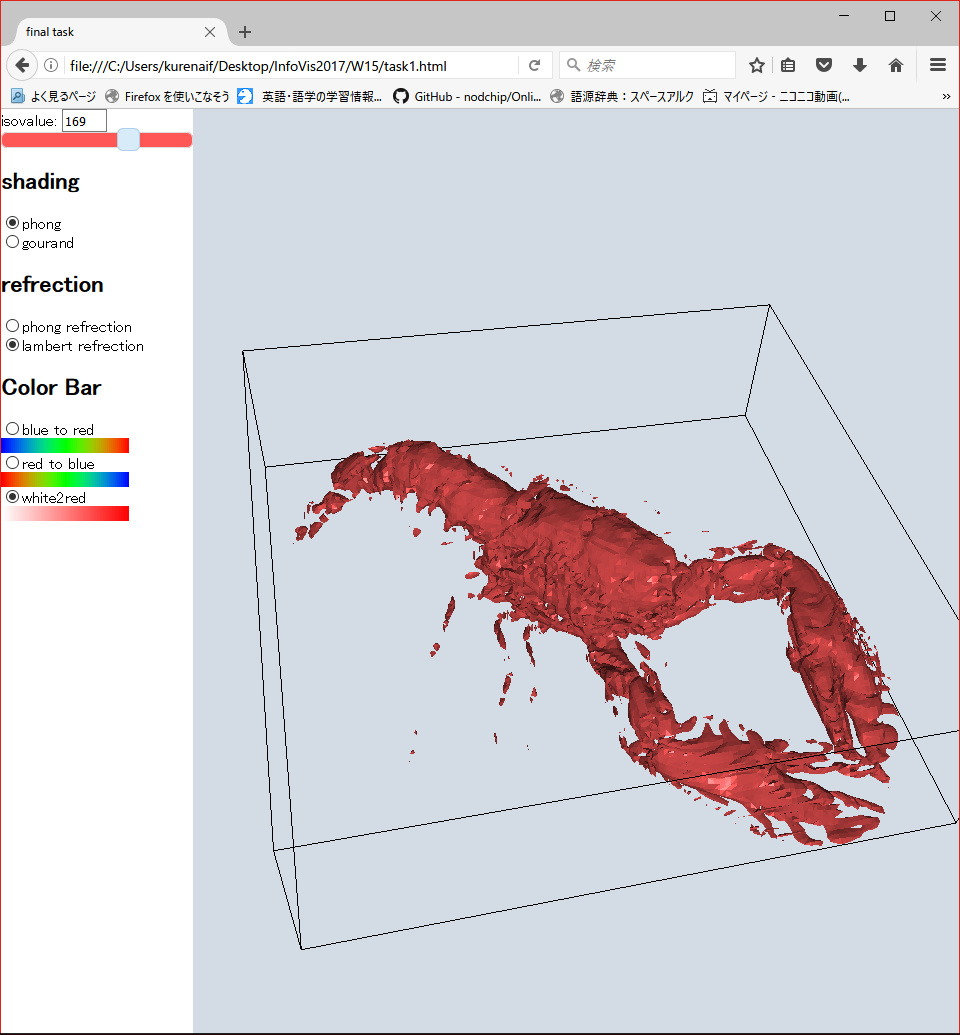 final task
file:///C:/Users/kurenaif/Desktop/InfoVis2017/W15/task1.html
検索
よく見るページ Firefox を使いこなそう 英語・語学の学習情報... GitHub - nodchip/Onli... 語源辞典：スペースアルク マイページ - ニコニコ動画(...
isovalue: 169
shading
phong
gourand
refrection
phong refrection
lambert refrection
Color Bar
blue to red
red to blue
white2red